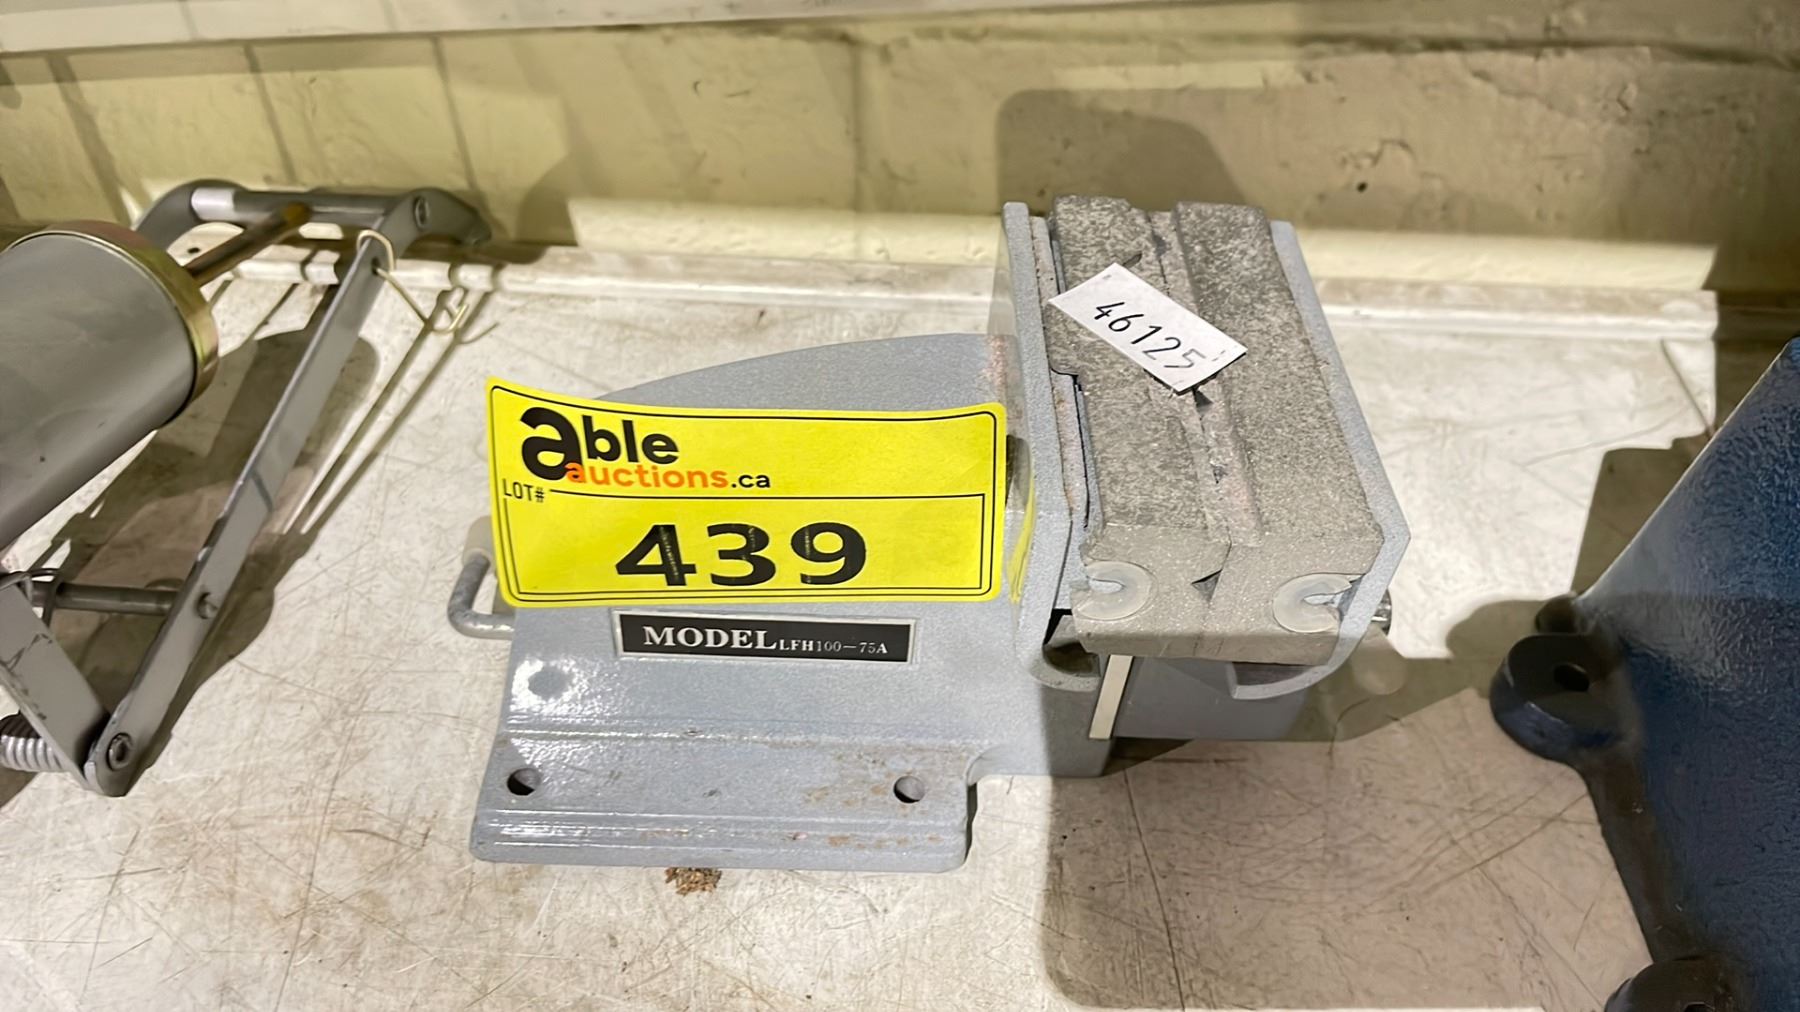 able
auctions.ca
LOT#
439
MODEL LFH100-75A
46125